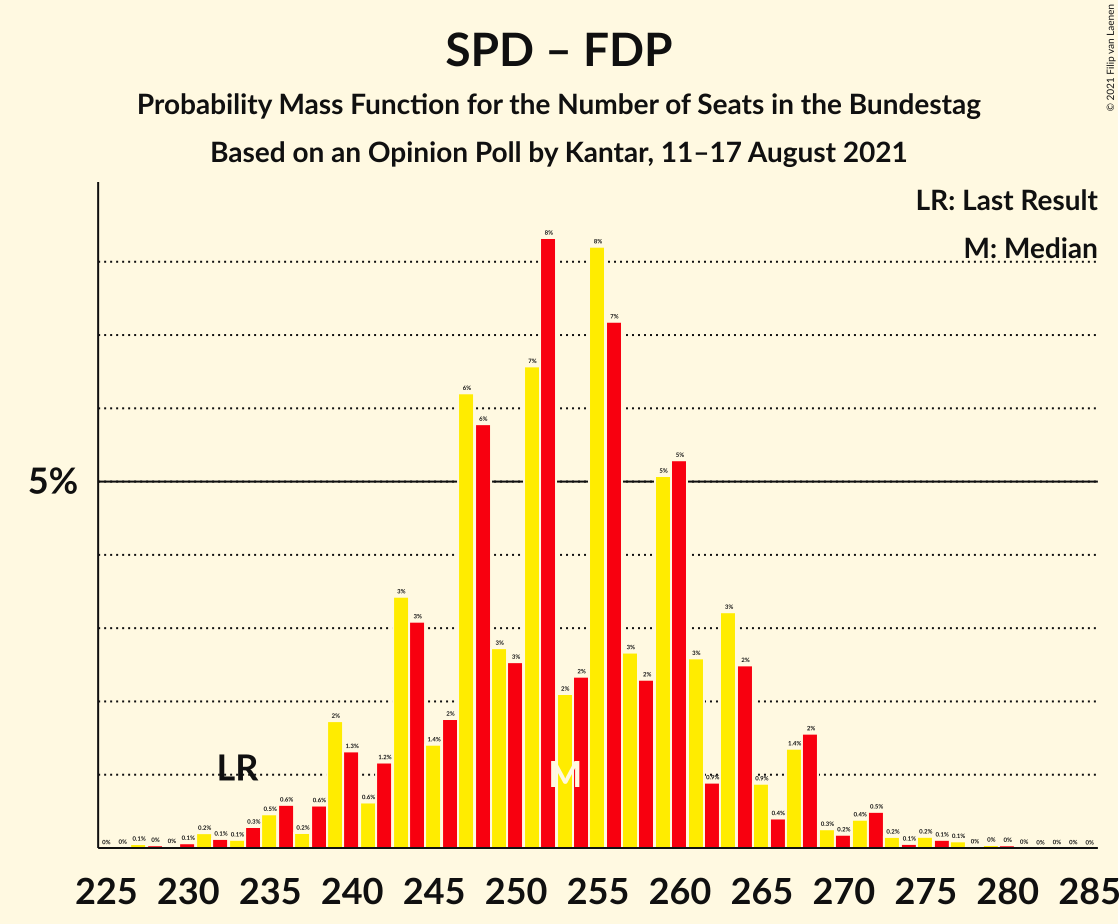 SPD – FDP
Probability Mass Function for the Number of Seats in the Bundestag
Based on an Opinion Poll by Kantar, 11–17 August 2021
© 2021 Filip van Laenen
LR: Last Result
M: Median
5%
0% 0% 0.1% 0% 0% 0.1% 0.2% 0.1% 0.1% 0.3% 0.5% 0.6% 0.2% 0.6% 2% 1.3% 0.6% 1.2% 3% 3% 1.4% 2% 6% 6% 3% 3% 7% 8% 2% 2% 8% 7% 3% 2% 5% 5% 3% 0.9% 3% 2% 0.9% 0.4% 1.4% 2% 0.3% 0.2% 0.4% 0.5% 0.2% 0.1% 0.2% 0.1% 0.1% 0% 0% 0% 0% 0% 0% 0% 0%
LR
M
225 230 235 240 245 250 255 260 265 270 275 280 285